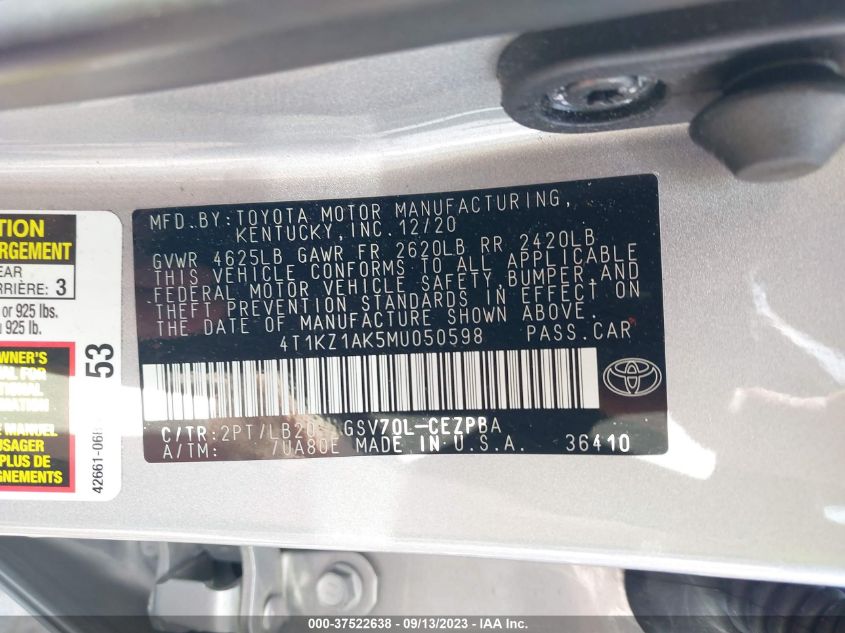 MFD.BY:TOYOTA MOTOR MANUFACTURING,
KENTUCKY,INC.12/20
GVWR 4625LB GAWR FR 2620LB RR 2420LB
THIS VEHICLE CONFORMS TO ALL APPLICABLE
FEDERAL MOTOR VEHICLE SAFETY,BUMPER,AND
THEFT PREVENTION STANDARDS IN EFFECT ON
THE DATE OF MANUFACTURE SHOWN ABOVE.
4T1KZ1AK5MU050598 PASS.CAR
C/TR:2PT/LB20 GSV70L-CEZPBA
A/TM: 7UA80E MADE IN U.S.A. 36410
TION
ARGEMENT
EAR
RRIÈRE: 3
or 925 lbs.
925 lb.
WNER'S
MANUEL
USAGER
PLUS DE
GNEMENTS
53
42661-06
000-37522638 - 09/13/2023 - IAA Inc.